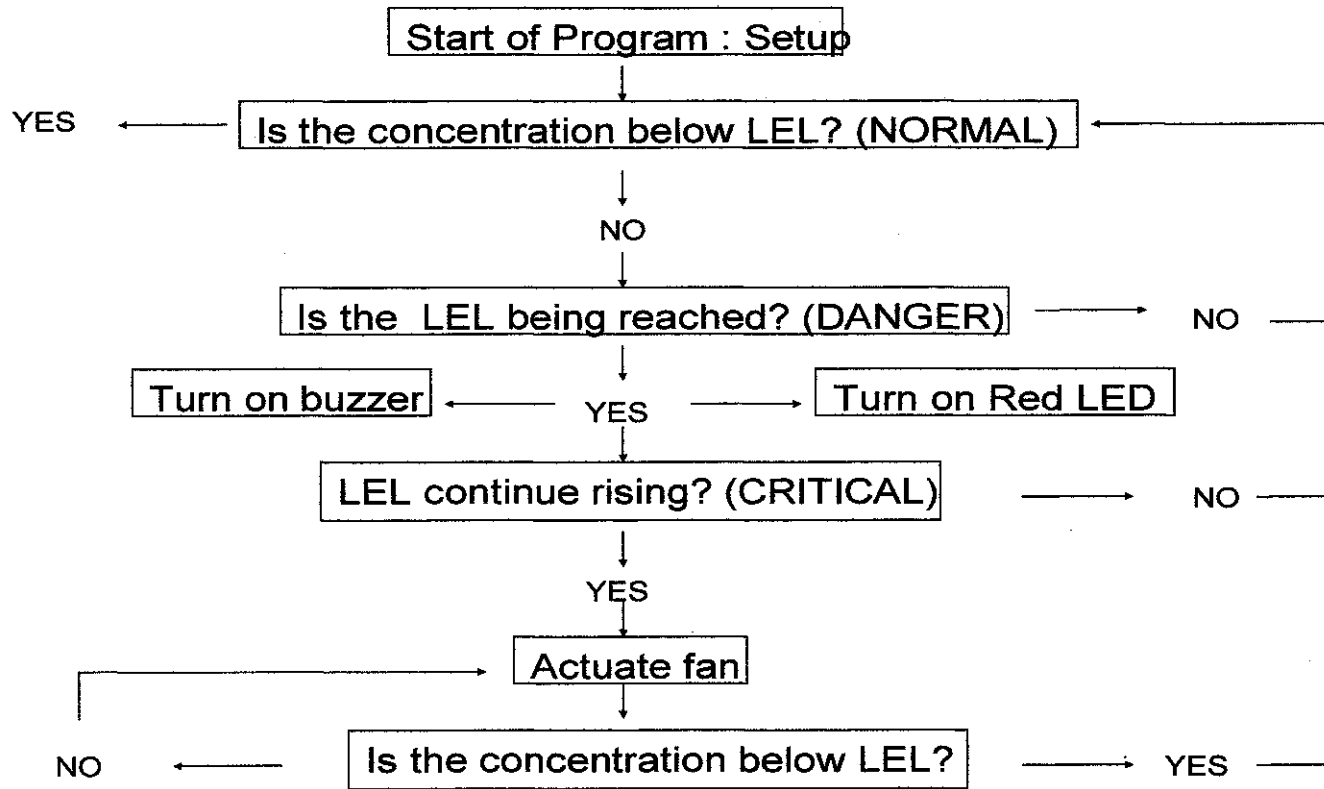 Start of Program : Setup
YES
Is the concentration below LEL? (NORMAL)
NO
Is the LEL being reached? (DANGER)
NO
Turn on buzzer
YES
Turn on Red LED
LEL continue rising? (CRITICAL)
NO
YES
Actuate fan
NO
Is the concentration below LEL?
YES